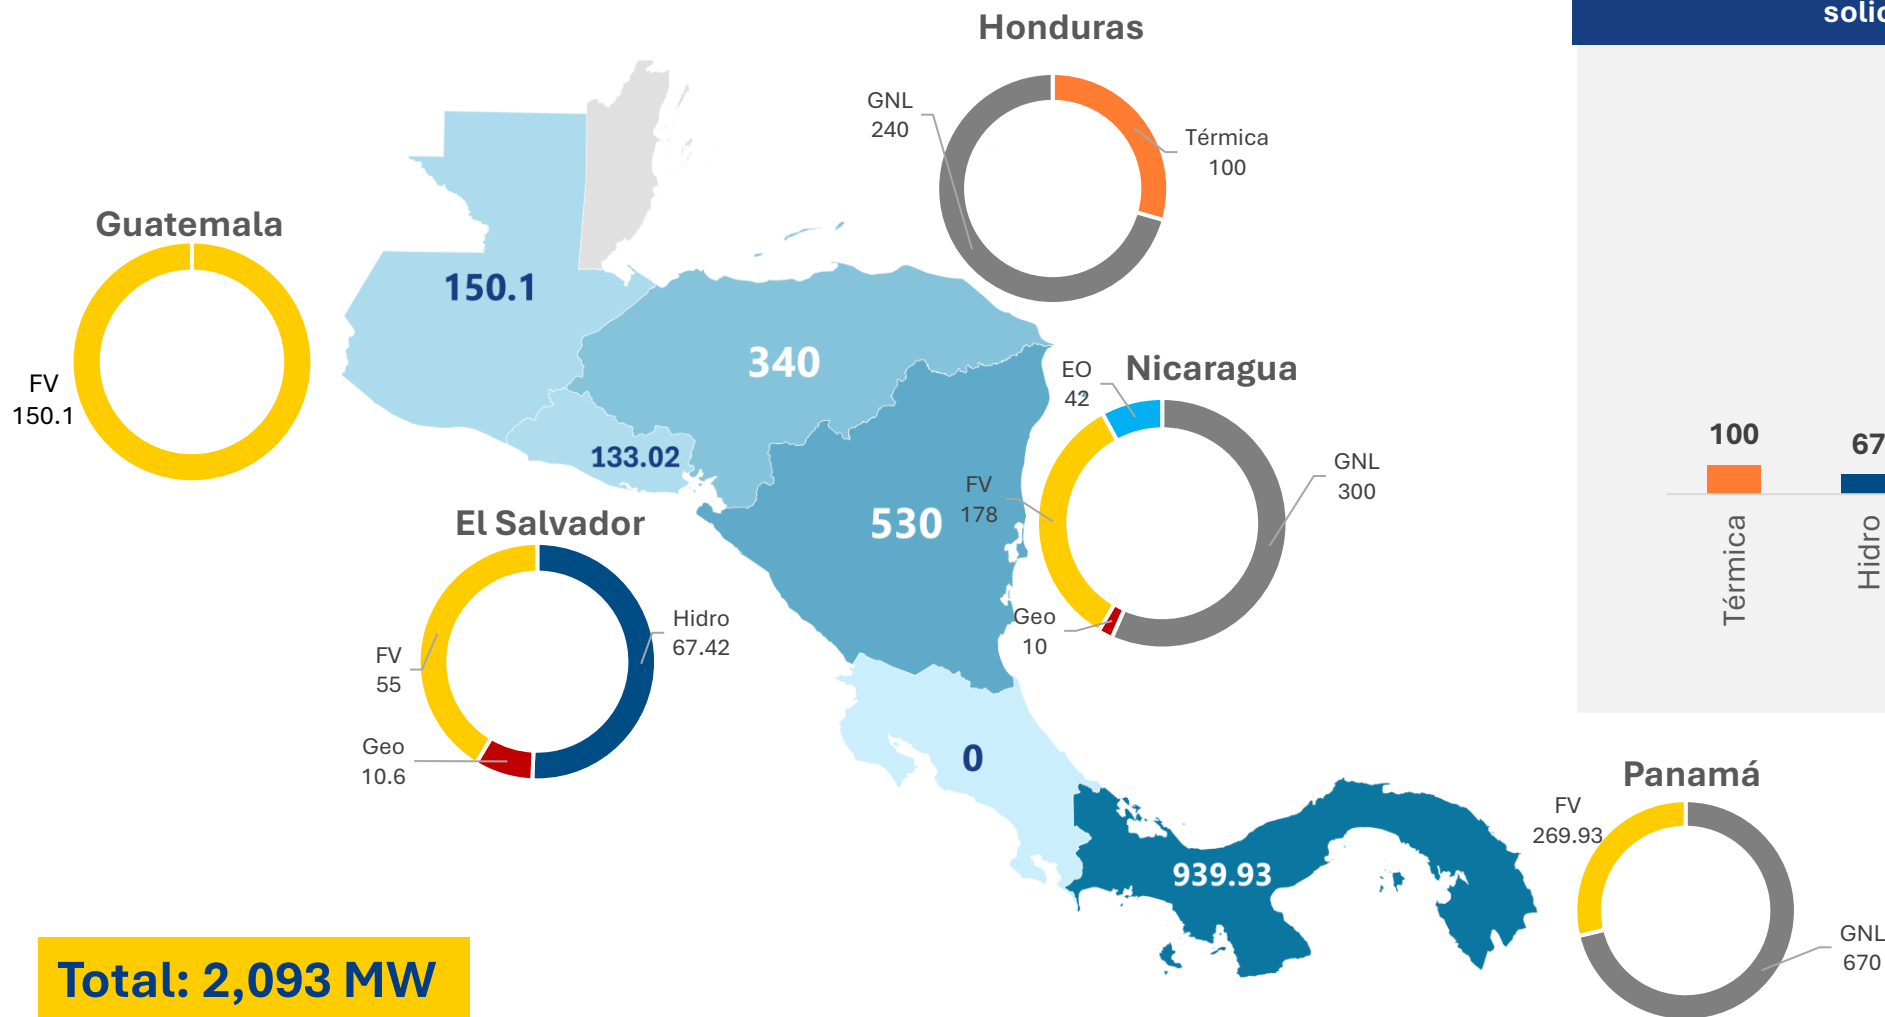 Honduras
GNL
240
Térmica
100
Guatemala
FV
150.1
150.1
340
133.02
530
0
939.93
Nicaragua
EO
42
FV
178
GNL
300
Geo
10
El Salvador
Hidro
67.42
FV
55
Geo
10.6
Panamá
FV
269.93
GNL
670
Total: 2,093 MW
100
67
Térmica
Hidro